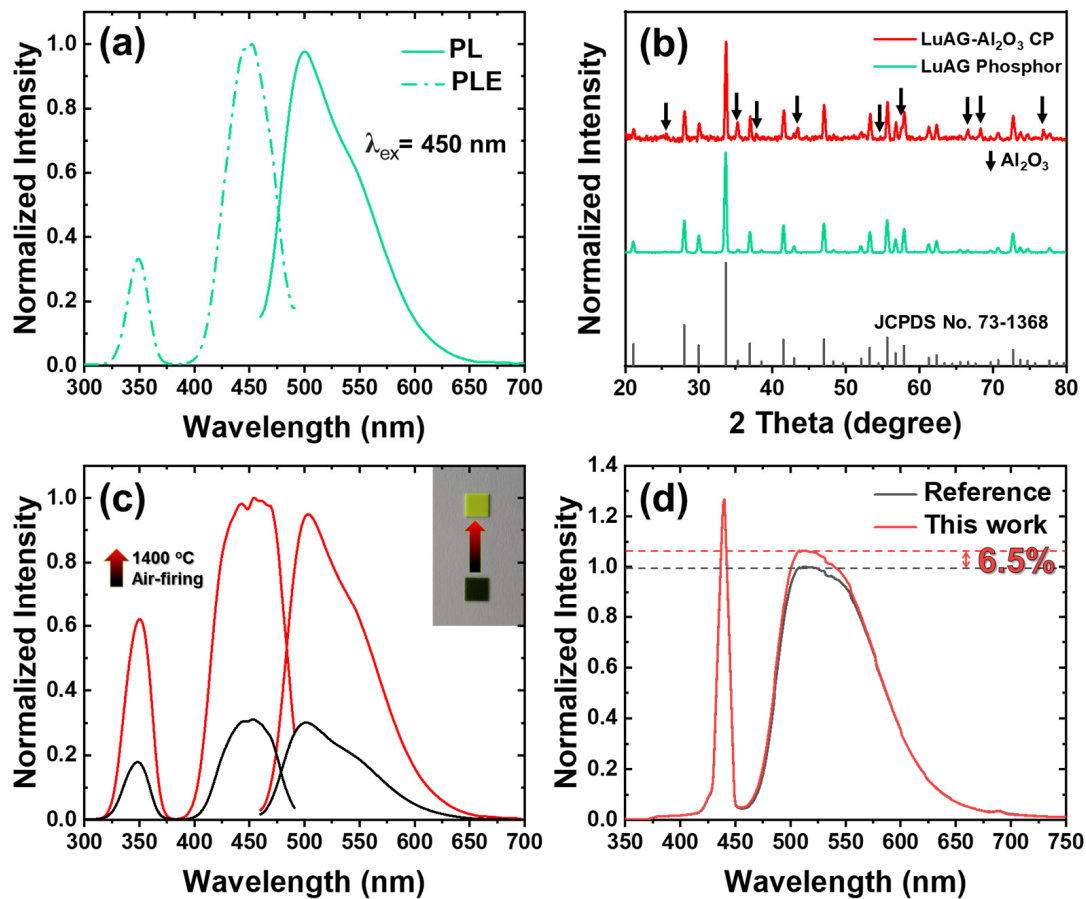 (a)
PL
PLE
λex= 450 nm
Normalized Intensity
1.0
0.8
0.6
0.4
0.2
0.0
300 350 400 450 500 550 600 650 700
Wavelength (nm)
(b)
LuAG-Al₂O₃ CP
LuAG Phosphor
Al₂O₃
JCPDS No. 73-1368
Normalized Intensity
20 30 40 50 60 70 80
2 Theta (degree)
(c)
1400 °C
Air-firing
Normalized Intensity
1.0
0.8
0.6
0.4
0.2
0.0
300 350 400 450 500 550 600 650 700
Wavelength (nm)
(d)
Reference
This work
6.5%
Normalized Intensity
1.4
1.2
1.0
0.8
0.6
0.4
0.2
0.0
350 400 450 500 550 600 650 700 750
Wavelength (nm)